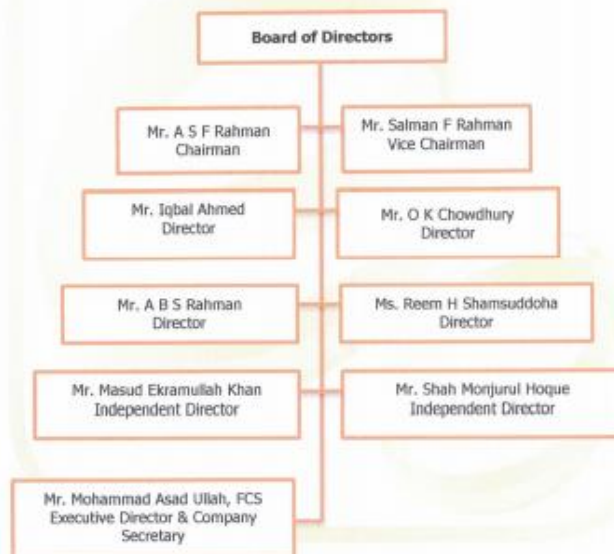 Board of Directors
Mr. A S F Rahman
Chairman
Mr. Salman F Rahman
Vice Chairman
Mr. Iqbal Ahmed
Director
Mr. O K Chowdhury
Director
Mr. A B S Rahman
Director
Ms. Reem H Shamsuddoha
Director
Mr. Masud Ekramullah Khan
Independent Director
Mr. Shah Monjurul Hoque
Independent Director
Mr. Mohammad Asad Ullah, FCS
Executive Director & Company
Secretary